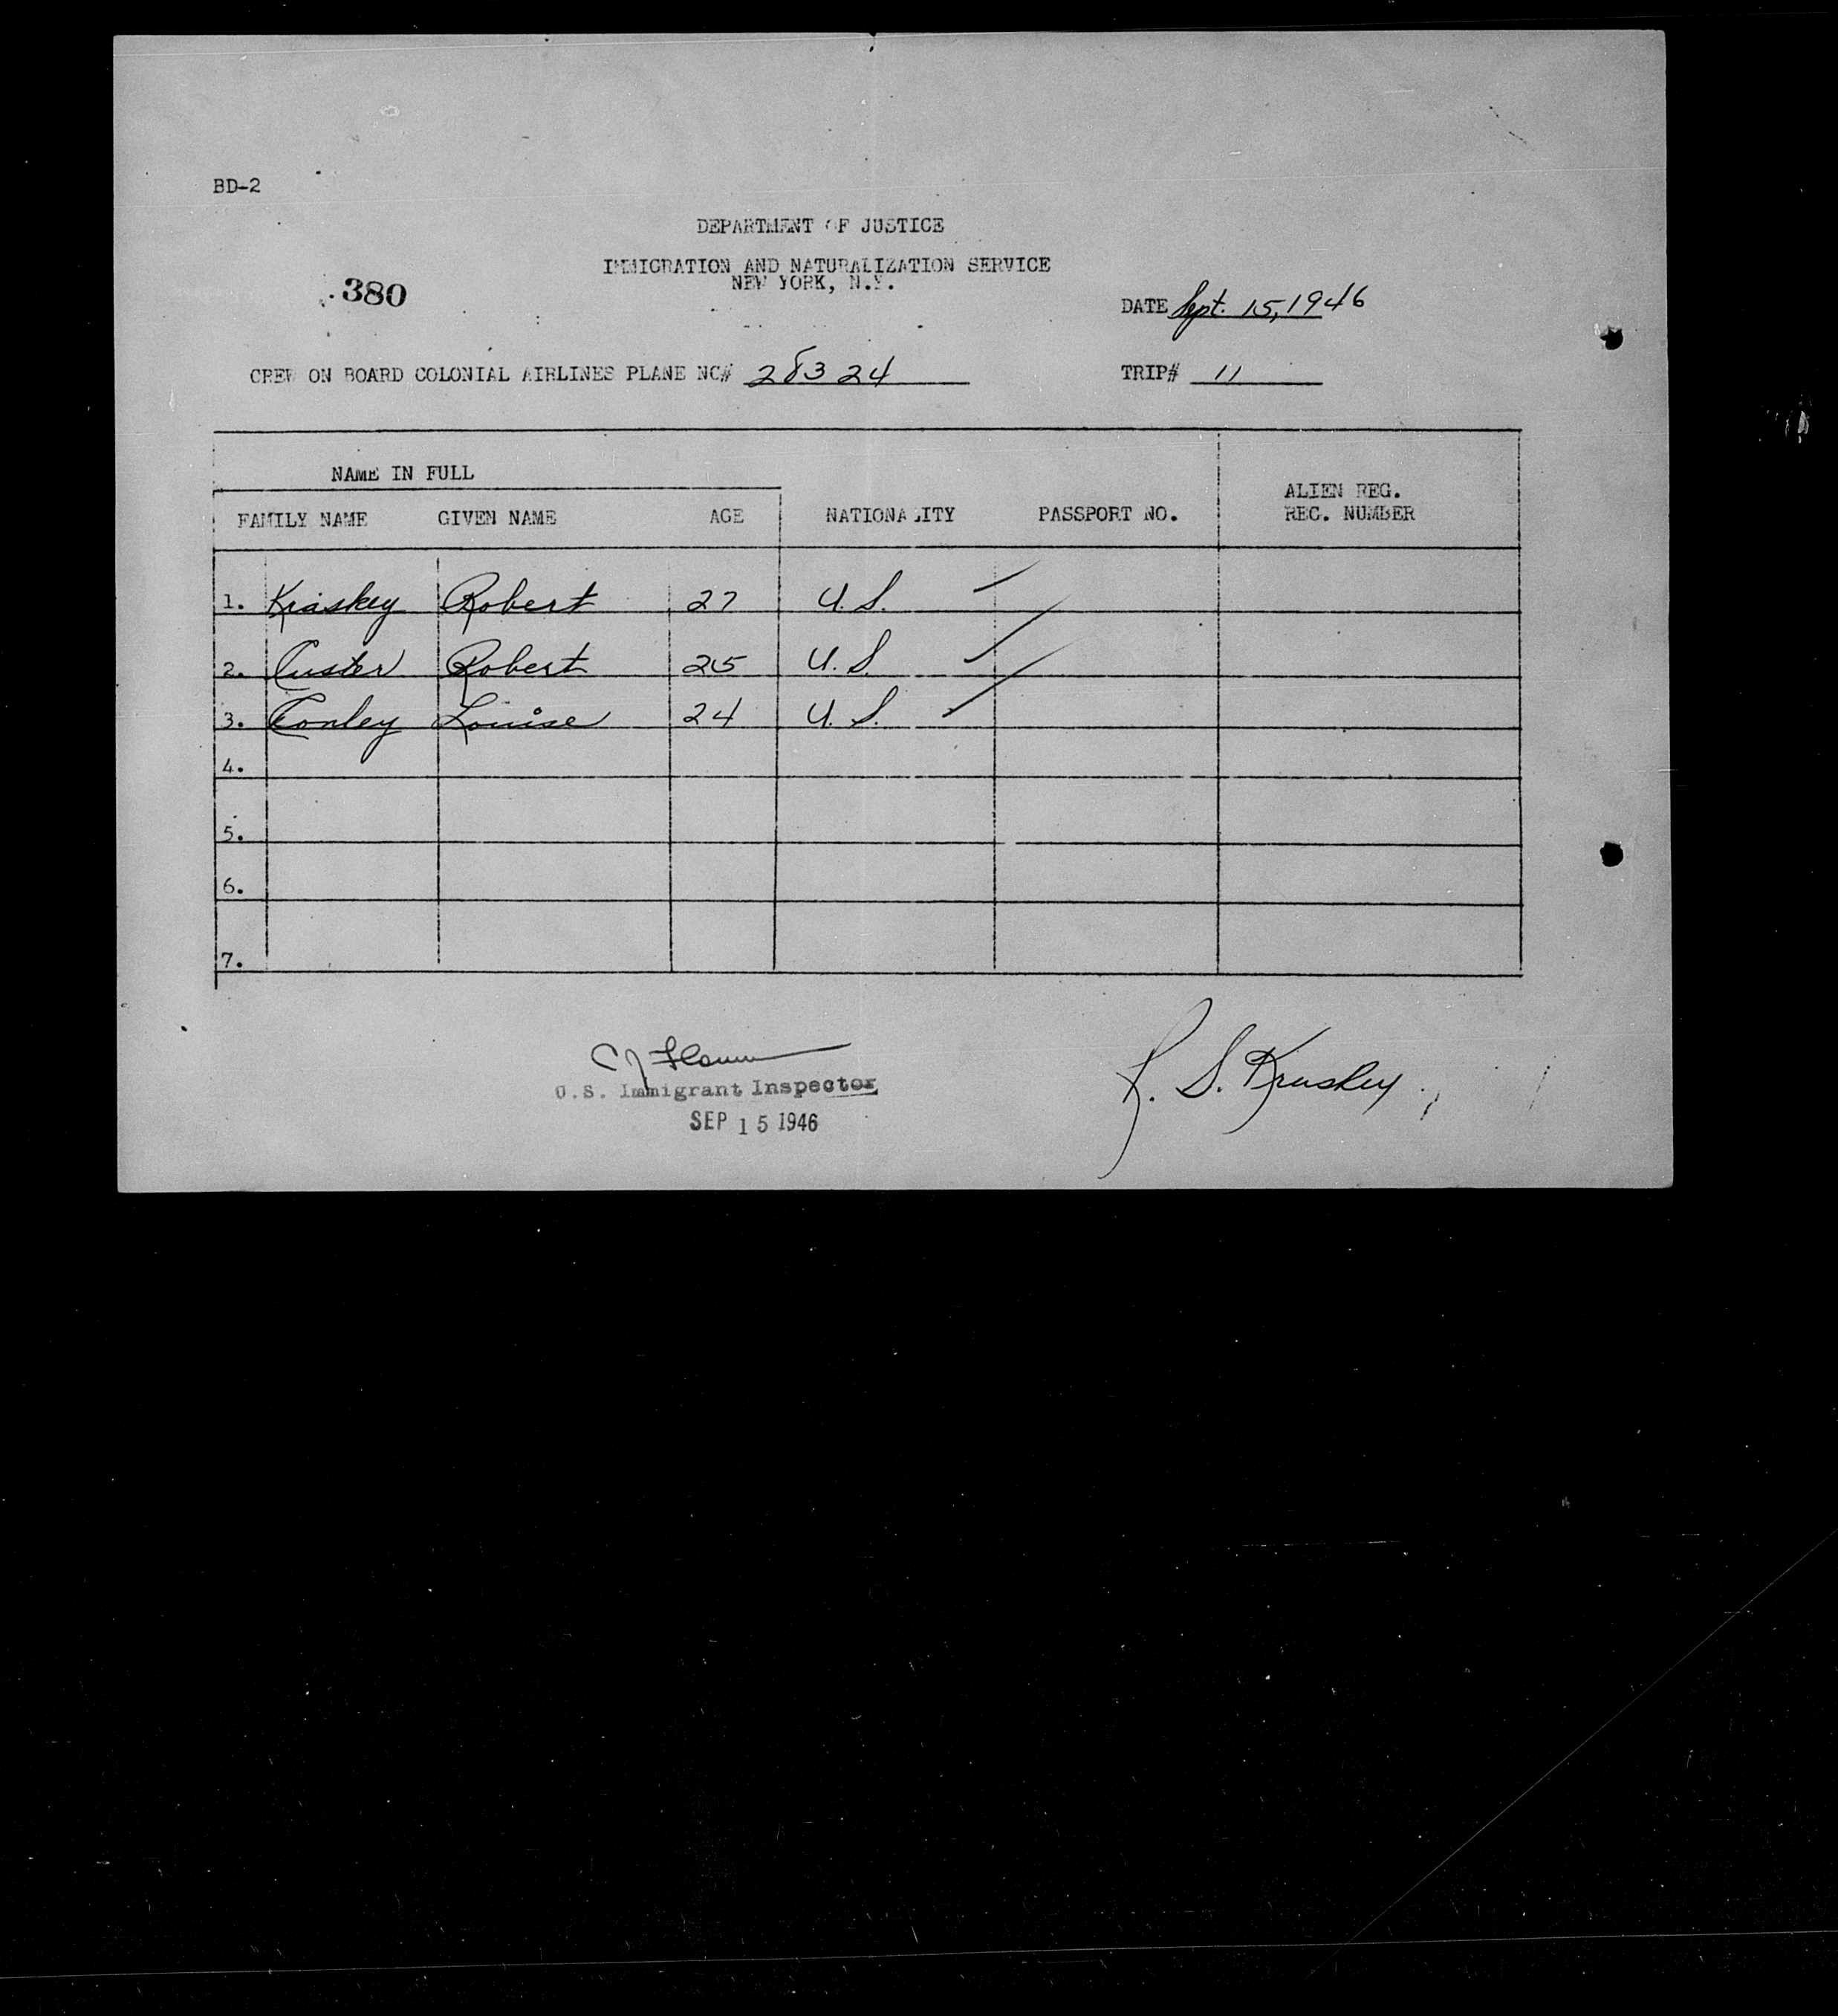 BD-2
DEPARTMENT OF JUSTICE
IMMIGRATION AND NATURALIZATION SERVICE
NEW YORK, N.Y.
380
DATE Sept. 15, 1946
CREW ON BOARD COLONIAL AIRLINES PLANE NC# 28324 TRIP# 11
NAME IN FULL
FAMILY NAME GIVEN NAME AGE NATIONALITY PASSPORT NO. ALIEN REG.
REC. NUMBER
1. Kraskey Robert 27 U.S.
2. Custer Robert 25 U.S.
3. Conley Louise 24 U.S.
4.
5.
6.
7.
R. S. Kraskey
U.S. Immigrant Inspector
SEP 15 1946